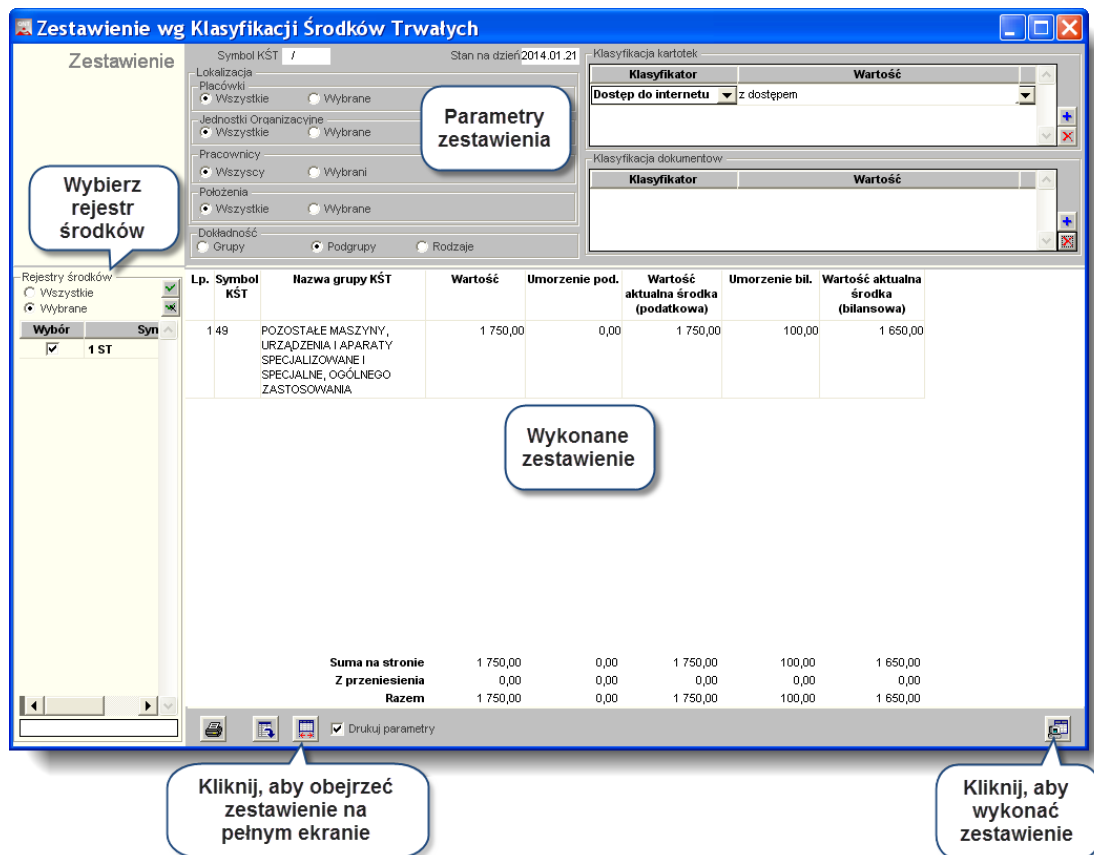 Zestawienie wg Klasyfikacji Środków Trwałych
Zestawienie
Symbol KŚT /
Stan na dzień 2014.01.21
Lokalizacja
Placówki
Wszystkie Wybrane
Jednostki Organizacyjne
Wszystkie Wybrane
Pracownicy
Wszyscy Wybrani
Położenia
Wszystkie Wybrane
Dokładność
Grupy Podgrupy Rodzaje
Klasyfikacja kartotek
Klasyfikator Wartość
Dostęp do internetu z dostępem
Klasyfikacja dokumentow
Klasyfikator Wartość
Parametry
zestawienia
Wybierz
rejestr
środków
Rejestry środków
Wszystkie
Wybrane
Wybór Syn
1 ST
Lp. Symbol Nazwa grupy KŚT Wartość Umorzenie pod. Wartość Umorzenie bil. Wartość aktualna
KŚT aktualna środka środka
(podatkowa) (bilansowa)
1 49 POZOSTAŁE MASZYNY, 1 750,00 0,00 1 750,00 100,00 1 650,00
URZĄDZENIA I APARATY
SPECJALIZOWANE I
SPECJALNE, OGÓLNEGO
ZASTOSOWANIA
Wykonane
zestawienie
Suma na stronie 1 750,00 0,00 1 750,00 100,00 1 650,00
Z przeniesienia 0,00 0,00 0,00 0,00 0,00
Razem 1 750,00 0,00 1 750,00 100,00 1 650,00
Drukuj parametry
Kliknij, aby obejrzeć
zestawienie na
pełnym ekranie
Kliknij, aby
wykonać
zestawienie